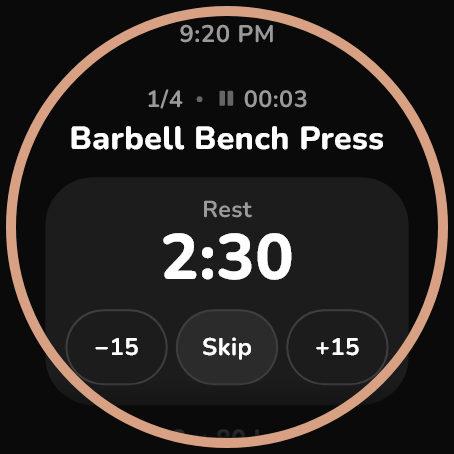 9:20 PM
1/4 • 00:03
Barbell Bench Press
Rest
2:30
−15 Skip +15